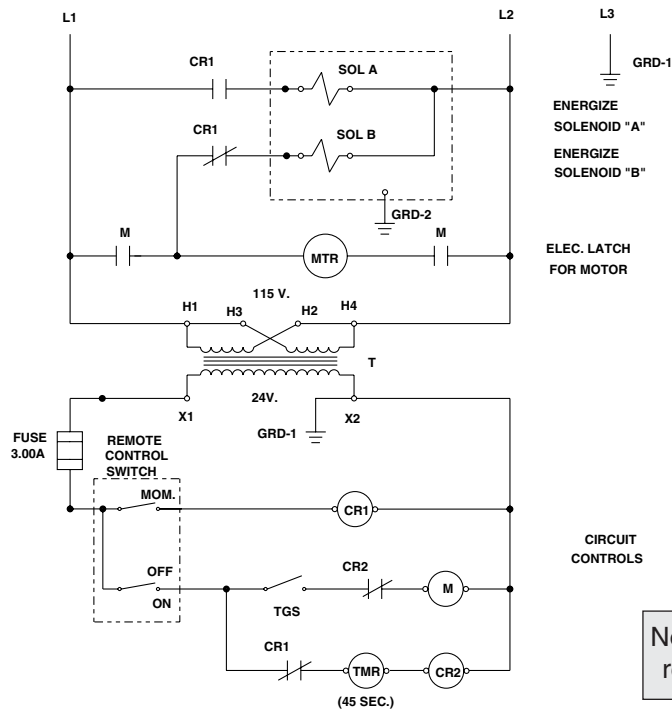 L1
L2
L3
GRD-1
CR1
SOL A
ENERGIZE
SOLENOID "A"
CR1
SOL B
ENERGIZE
SOLENOID "B"
GRD-2
M
MTR
M
ELEC. LATCH
FOR MOTOR
115 V.
H1
H3
H2
H4
T
24V.
X1
X2
GRD-1
FUSE
3.00A
REMOTE
CONTROL
SWITCH
MOM.
CR1
CIRCUIT
CONTROLS
OFF
ON
TGS
CR2
M
CR1
TMR
CR2
(45 SEC.)